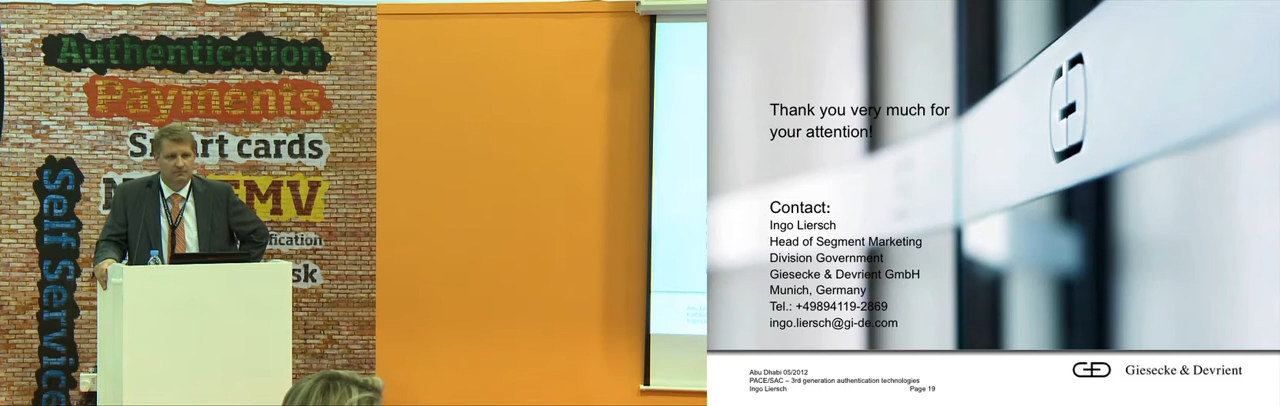 Authentication
Payments
Smart cards
EMV
fication
sk
Self Service
Thank you very much for
your attention!
Contact:
Ingo Liersch
Head of Segment Marketing
Division Government
Giesecke & Devrient GmbH
Munich, Germany
Tel.: +49894119-2869
ingo.liersch@gi-de.com
Abu Dhabi 05/2012
PACE/SAC – 3rd generation authentication technologies
Ingo Liersch Page 19
Giesecke & Devrient